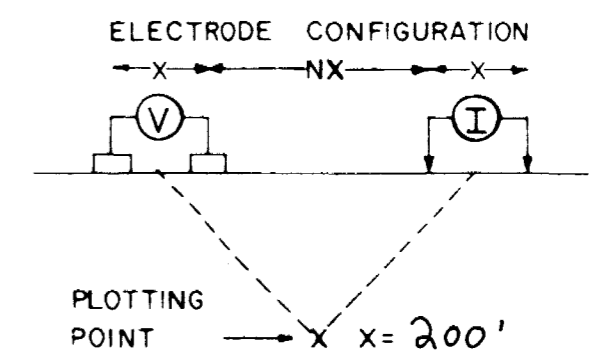 ELECTRODE CONFIGURATION
X NX X
V I
PLOTTING
POINT X X = 200'